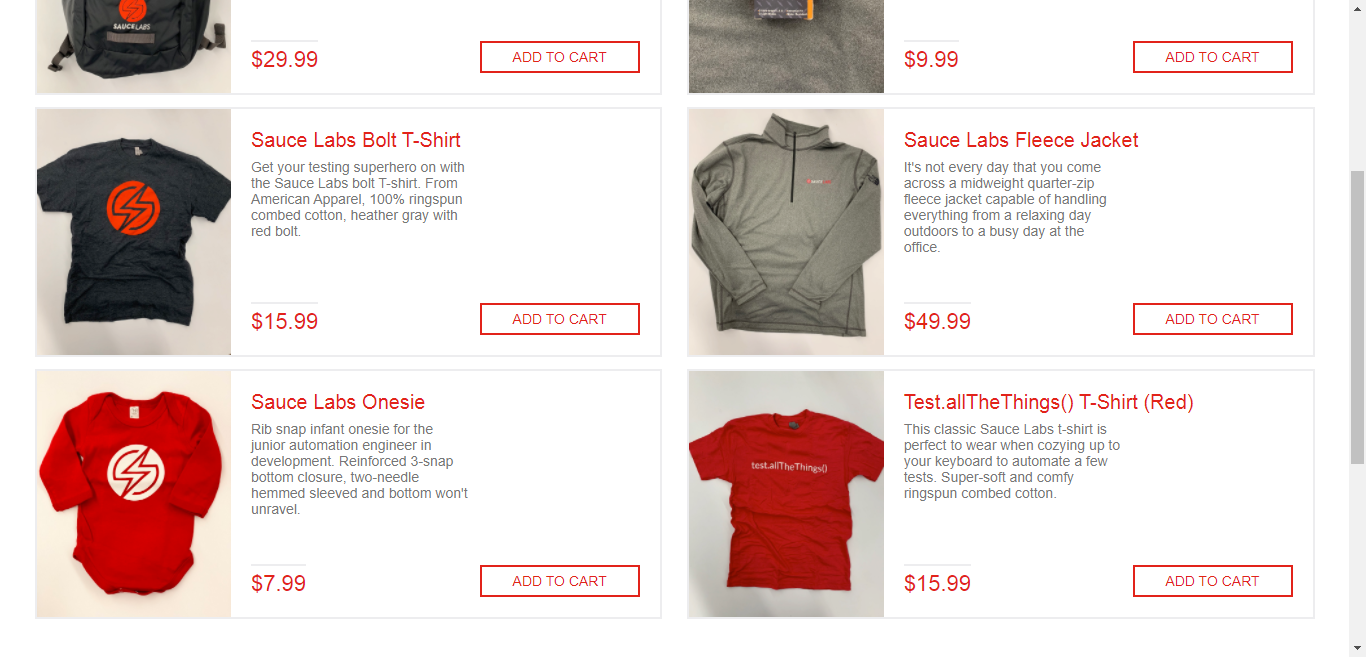 SAUCELABS
$29.99
ADD TO CART
$9.99
ADD TO CART
Sauce Labs Bolt T-Shirt
Get your testing superhero on with
the Sauce Labs bolt T-shirt. From
American Apparel, 100% ringspun
combed cotton, heather gray with
red bolt.
$15.99
ADD TO CART
Sauce Labs Fleece Jacket
It's not every day that you come
across a midweight quarter-zip
fleece jacket capable of handling
everything from a relaxing day
outdoors to a busy day at the
office.
$49.99
ADD TO CART
Sauce Labs Onesie
Rib snap infant onesie for the
junior automation engineer in
development. Reinforced 3-snap
bottom closure, two-needle
hemmed sleeved and bottom won't
unravel.
$7.99
ADD TO CART
test.allTheThings()
Test.allTheThings() T-Shirt (Red)
This classic Sauce Labs t-shirt is
perfect to wear when cozying up to
your keyboard to automate a few
tests. Super-soft and comfy
ringspun combed cotton.
$15.99
ADD TO CART